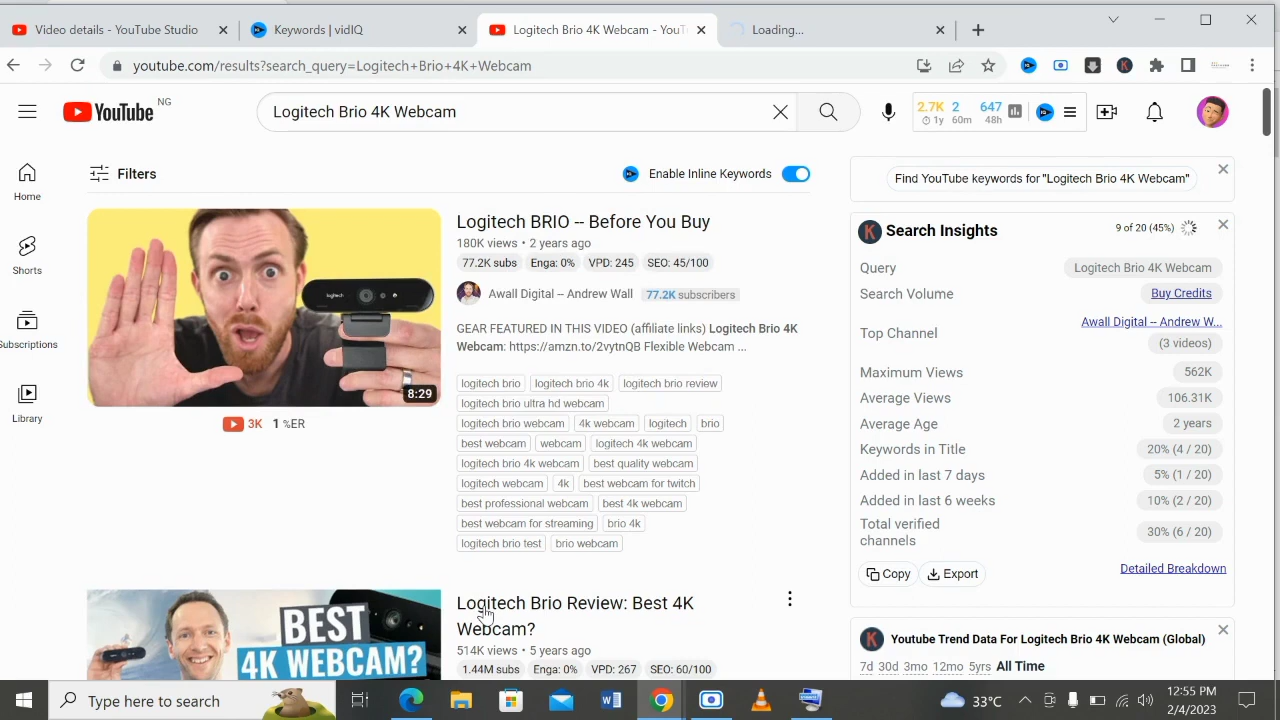 Video details - YouTube Studio
Keywords | vidIQ
Logitech Brio 4K Webcam - YouT
Loading...
youtube.com/results?search_query=Logitech+Brio+4K+Webcam
YouTube NG
Logitech Brio 4K Webcam
2.7K 2 647
1y 60m 48h
Home
Shorts
Subscriptions
Library
Filters
Enable Inline Keywords
logitech
8:29
3K 1 %ER
Logitech BRIO -- Before You Buy
180K views • 2 years ago
77.2K subs Enga: 0% VPD: 245 SEO: 45/100
Awall Digital -- Andrew Wall 77.2K subscribers
GEAR FEATURED IN THIS VIDEO (affiliate links) Logitech Brio 4K
Webcam: https://amzn.to/2vytnQB Flexible Webcam ...
logitech brio logitech brio 4k logitech brio review
logitech brio ultra hd webcam
logitech brio webcam 4k webcam logitech brio
best webcam webcam logitech 4k webcam
logitech brio 4k webcam best quality webcam
logitech webcam 4k best webcam for twitch
best professional webcam best 4k webcam
best webcam for streaming brio 4k
logitech brio test brio webcam
BEST
4K WEBCAM?
Logitech Brio Review: Best 4K
Webcam?
514K views • 5 years ago
1.44M subs Enga: 0% VPD: 267 SEO: 60/100
Find YouTube keywords for "Logitech Brio 4K Webcam"
K Search Insights 9 of 20 (45%)
Query Logitech Brio 4K Webcam
Search Volume Buy Credits
Top Channel Awall Digital -- Andrew W...
(3 videos)
Maximum Views 562K
Average Views 106.31K
Average Age 2 years
Keywords in Title 20% (4 / 20)
Added in last 7 days 5% (1 / 20)
Added in last 6 weeks 10% (2 / 20)
Total verified
channels 30% (6 / 20)
Copy Export Detailed Breakdown
K Youtube Trend Data For Logitech Brio 4K Webcam (Global)
7d 30d 3mo 12mo 5yrs All Time
Type here to search
33°C
12:55 PM
2/4/2023